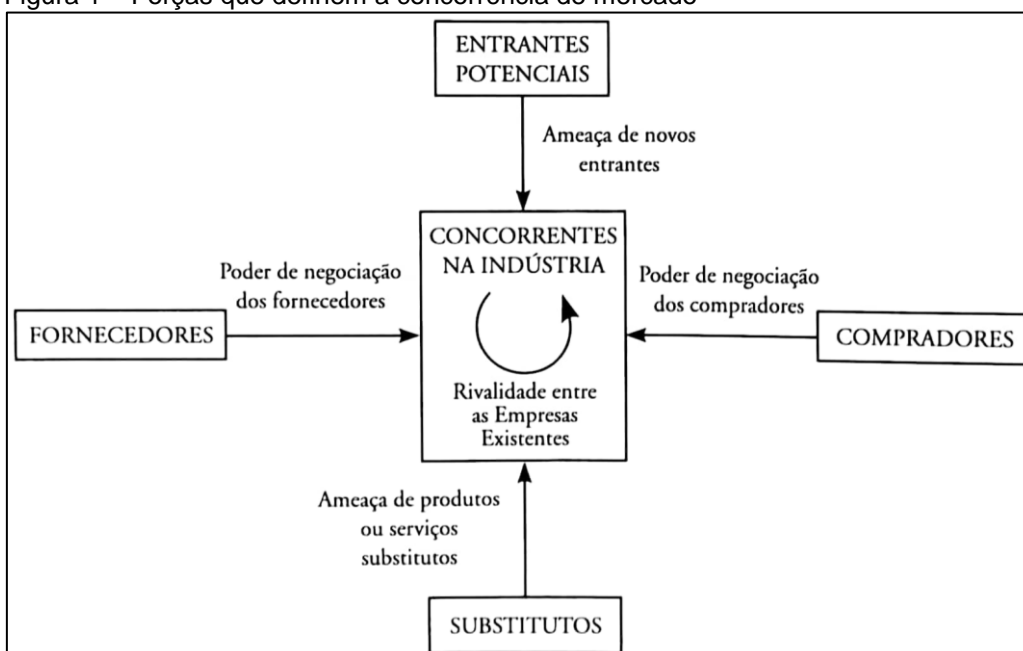 Figura – Forças que definem a concorrência de mercado
ENTRANTES
POTENCIAIS
Ameaça de novos
entrantes
CONCORRENTES
NA INDÚSTRIA
Poder de negociação
dos fornecedores
Poder de negociação
dos compradores
FORNECEDORES
COMPRADORES
Rivalidade entre
as Empresas
Existentes
Ameaça de produtos
ou serviços
substitutos
SUBSTITUTOS